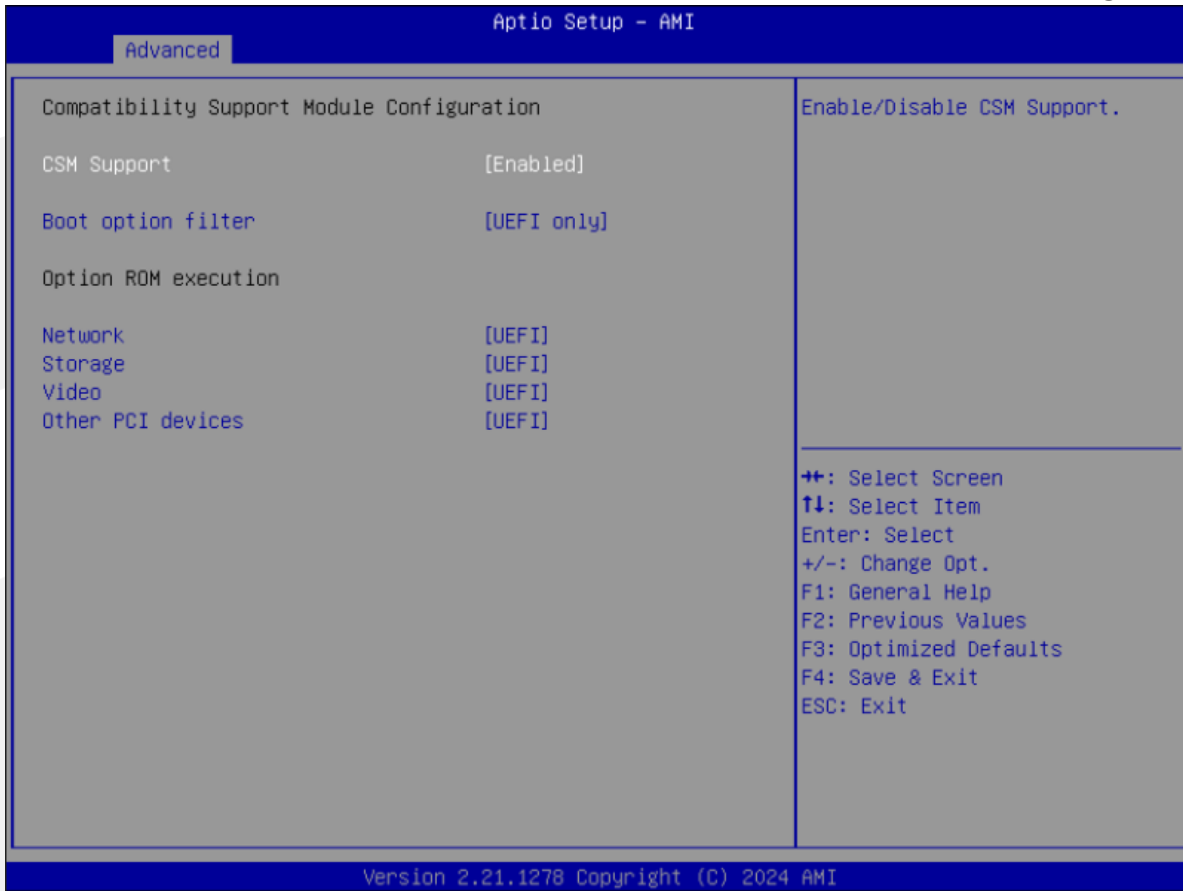 Aptio Setup – AMI
Advanced
Compatibility Support Module Configuration
CSM Support [Enabled]
Boot option filter [UEFI only]
Option ROM execution
Network [UEFI]
Storage [UEFI]
Video [UEFI]
Other PCI devices [UEFI]
Enable/Disable CSM Support.
→←: Select Screen
↑↓: Select Item
Enter: Select
+/-: Change Opt.
F1: General Help
F2: Previous Values
F3: Optimized Defaults
F4: Save & Exit
ESC: Exit
Version 2.21.1278 Copyright (C) 2024 AMI